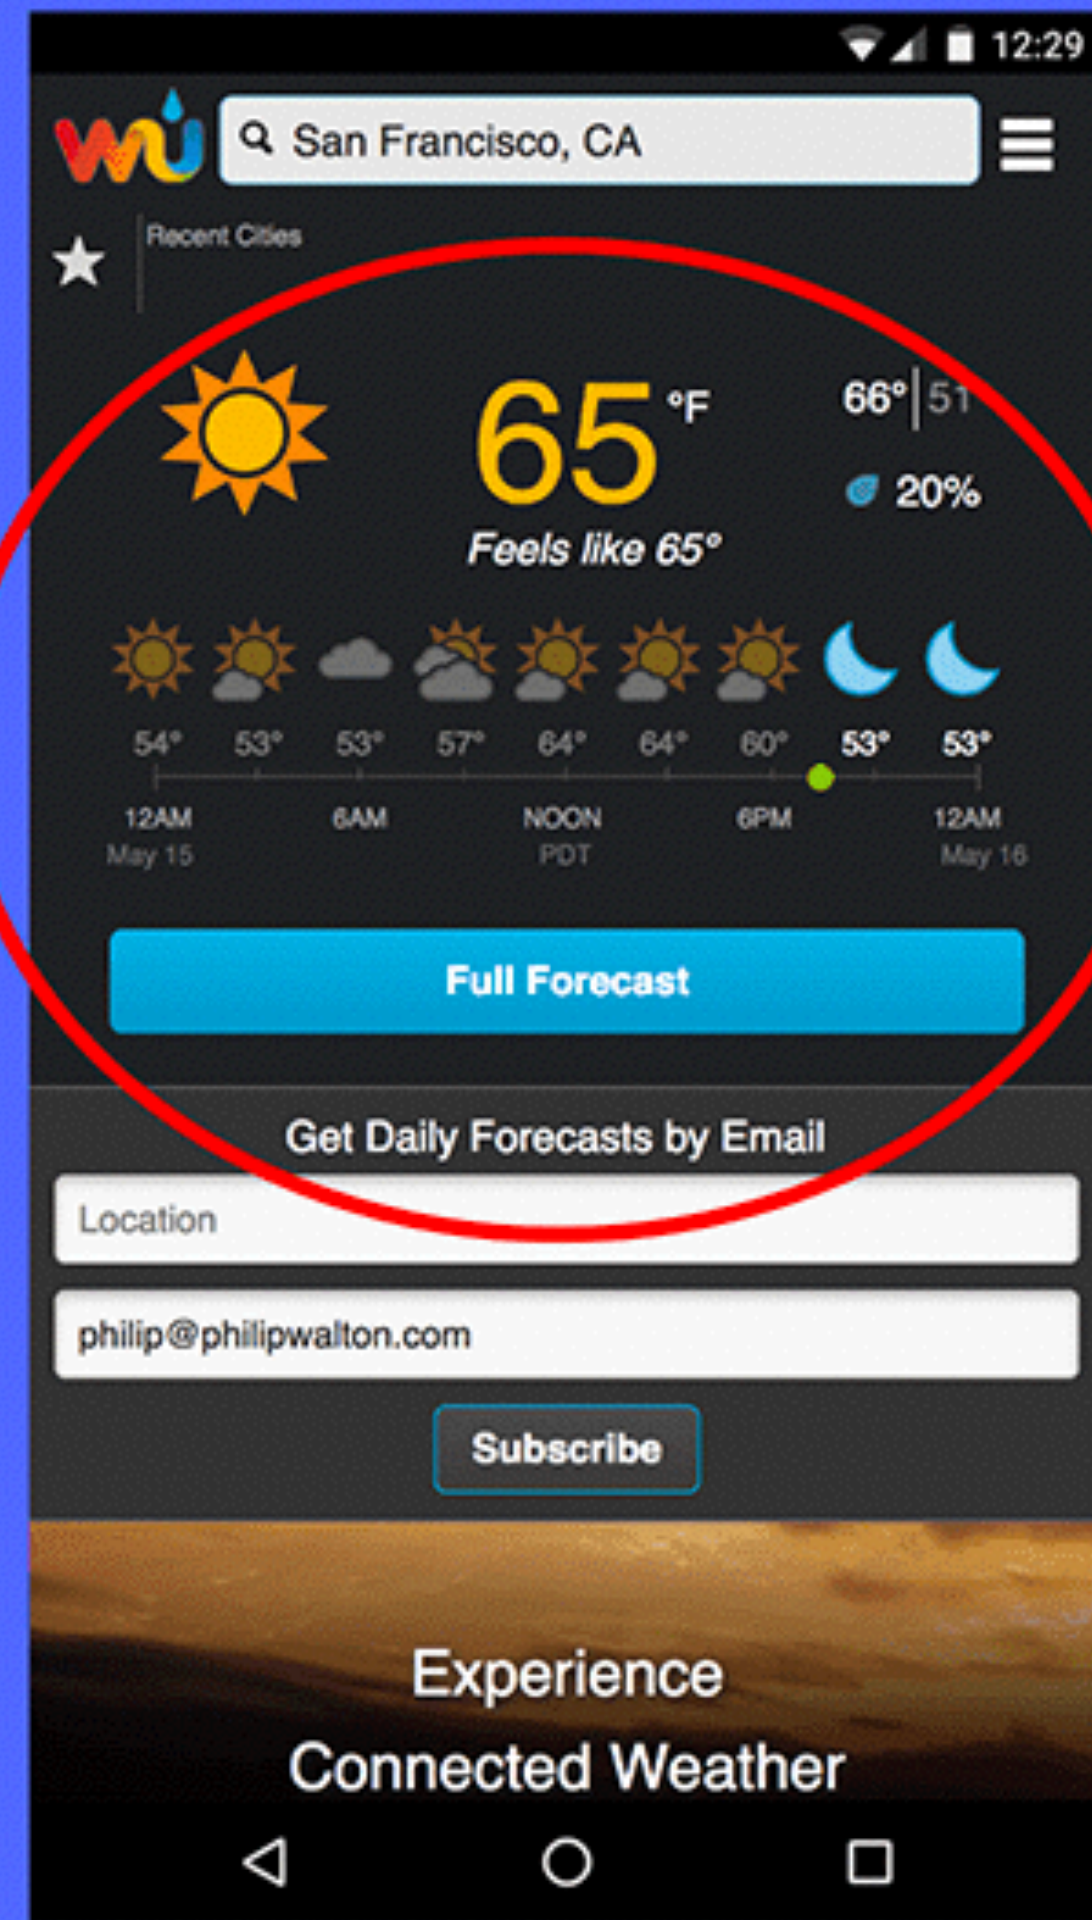 12:29
WU
San Francisco, CA
Recent Cities
65 °F
66° | 51
20%
Feels like 65°
54° 53° 53° 57° 64° 64° 60° 53° 53°
12AM 6AM NOON 6PM 12AM
May 15 PDT May 16
Full Forecast
Get Daily Forecasts by Email
Location
philip@philipwalton.com
Subscribe
Experience
Connected Weather